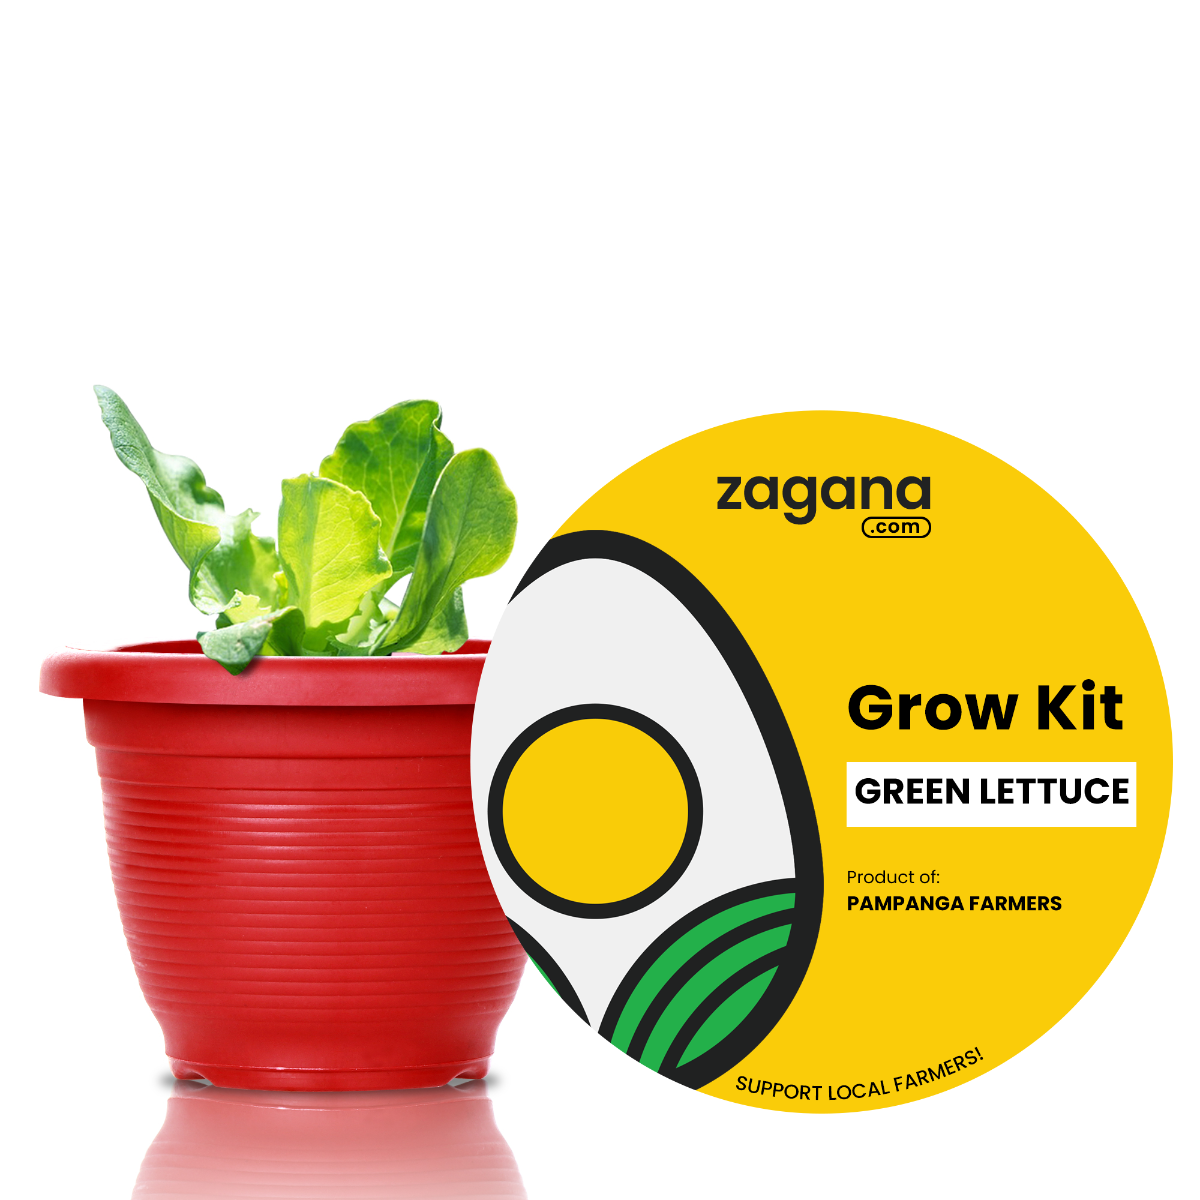 zagana
.com
Grow Kit
GREEN LETTUCE
Product of:
PAMPANGA FARMERS
SUPPORT LOCAL FARMERS!